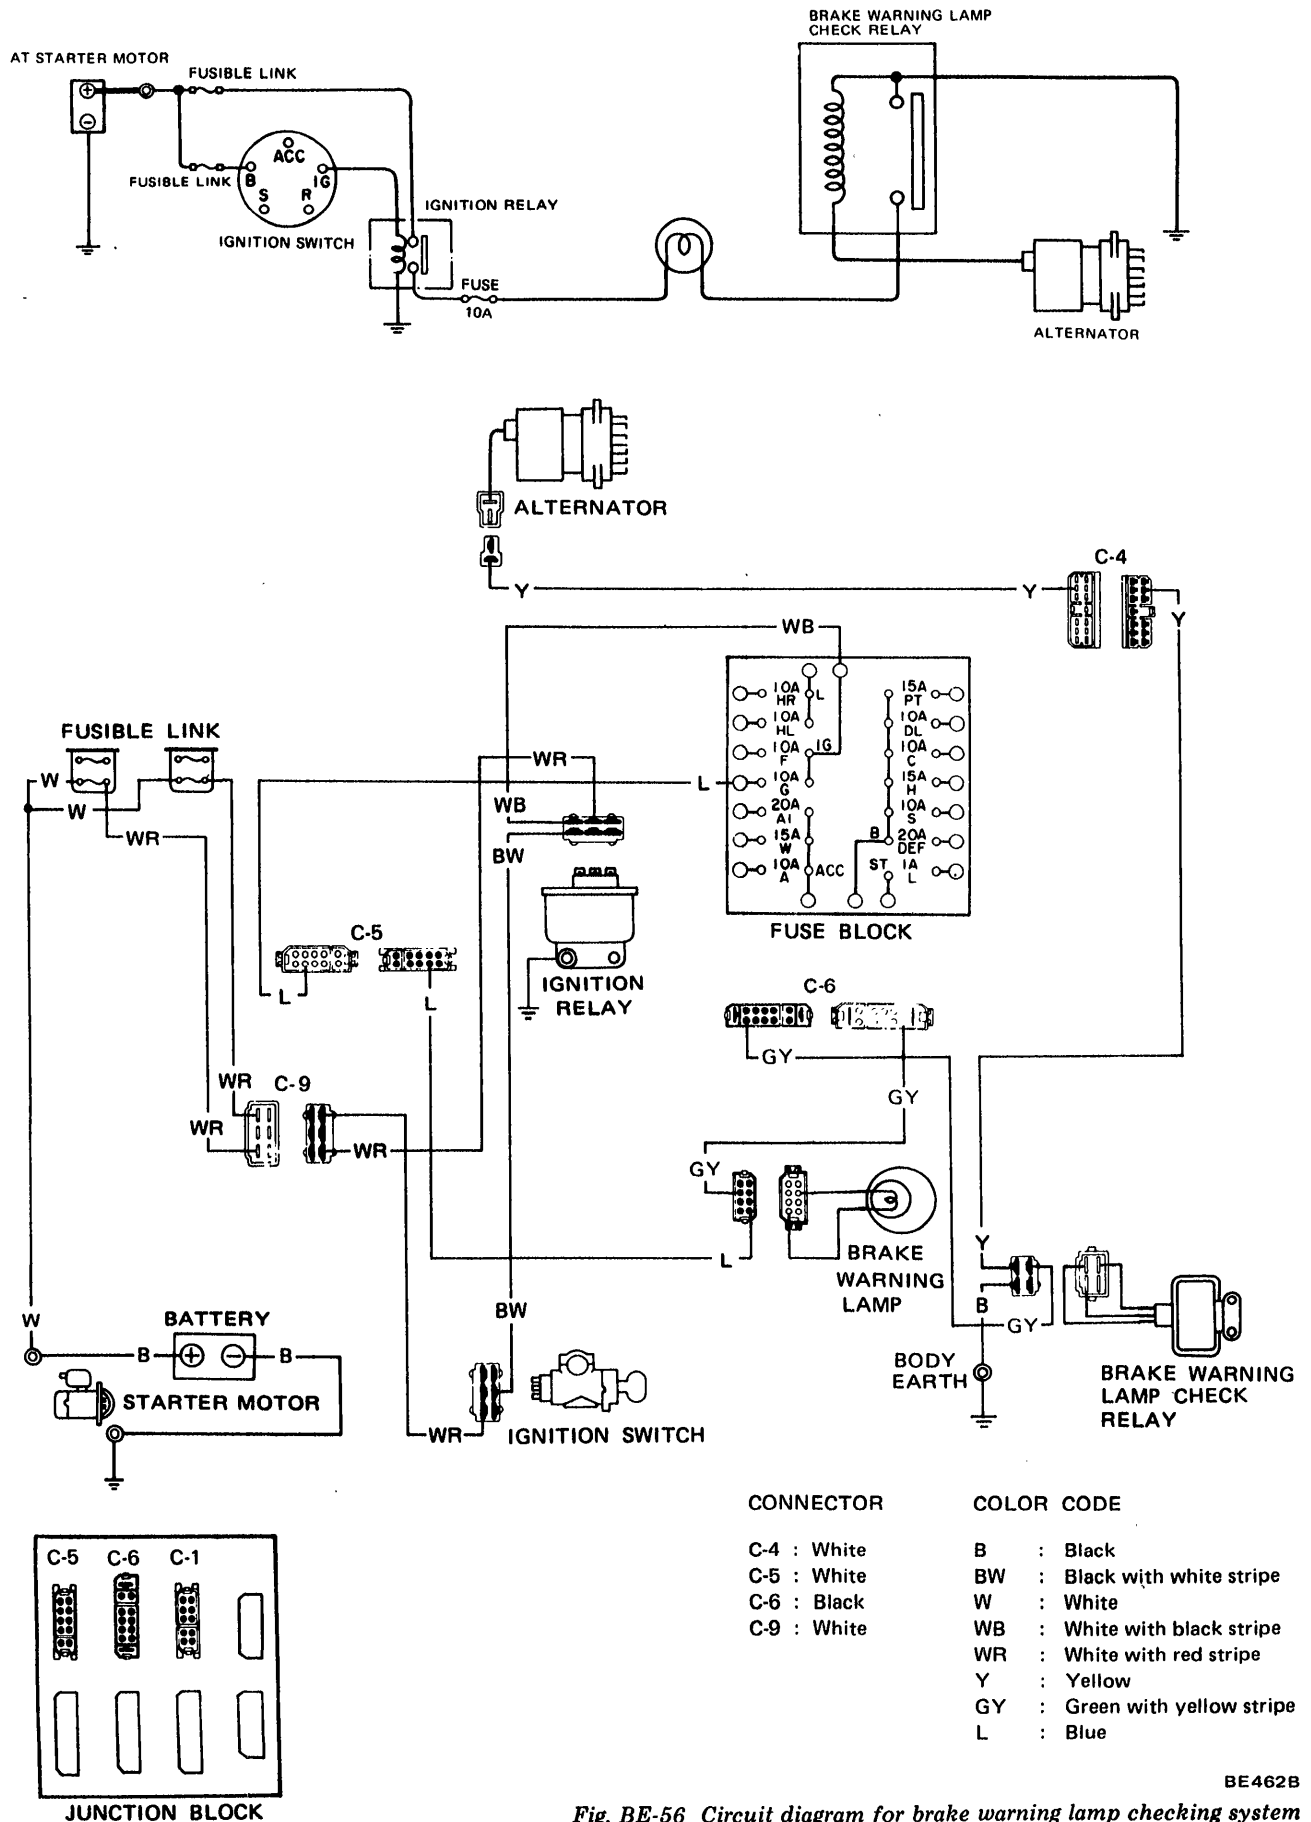 BRAKE WARNING LAMP
CHECK RELAY
AT STARTER MOTOR
FUSIBLE LINK
ACC
FUSIBLE LINK
B
IG
S
R
IGNITION SWITCH
IGNITION RELAY
FUSE
10A
ALTERNATOR
ALTERNATOR
C-4
Y
Y
Y
WB
10A
HR
L
15A
PT
10A
HL
10A
DL
10A
F
IG
10A
C
L
10A
G
15A
H
20A
AI
10A
S
15A
W
B
20A
DEF
10A
A
ACC
ST
1A
L
FUSE BLOCK
FUSIBLE LINK
W
W
WR
WR
WB
BW
C-5
L
L
IGNITION
RELAY
C-6
GY
GY
GY
WR
C-9
WR
WR
L
BRAKE
WARNING
LAMP
Y
B
GY
BODY
EARTH
BRAKE WARNING
LAMP CHECK
RELAY
W
BATTERY
B
B
STARTER MOTOR
BW
WR
IGNITION SWITCH
CONNECTOR
C-4 : White
C-5 : White
C-6 : Black
C-9 : White
COLOR CODE
B : Black
BW : Black with white stripe
W : White
WB : White with black stripe
WR : White with red stripe
Y : Yellow
GY : Green with yellow stripe
L : Blue
C-5
C-6
C-1
JUNCTION BLOCK
BE462B
Fig. BE-56 Circuit diagram for brake warning lamp checking system